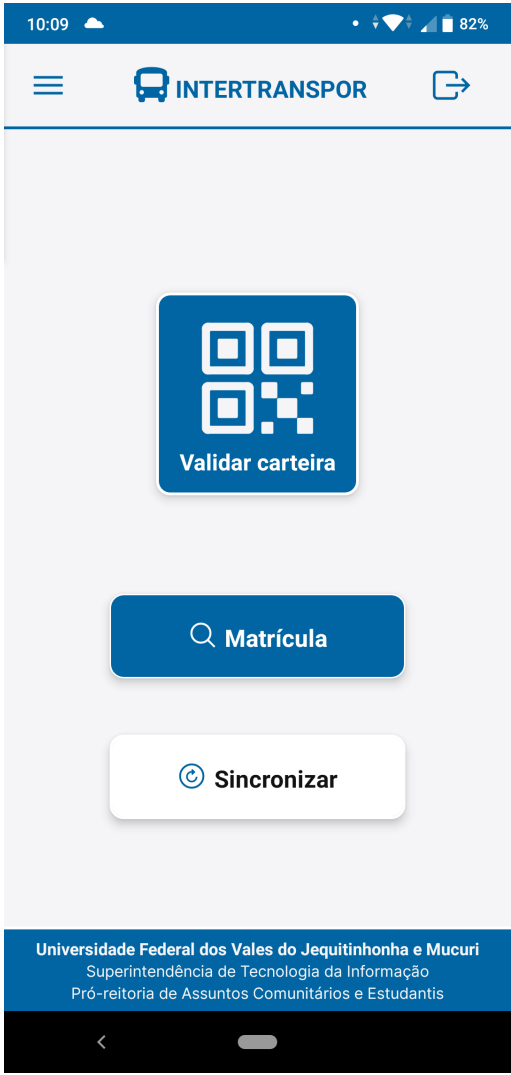 10:09
82%
INTERTRANSPOR
Validar carteira
Matrícula
Sincronizar
Universidade Federal dos Vales do Jequitinhonha e Mucuri
Superintendência de Tecnologia da Informação
Pró-reitoria de Assuntos Comunitários e Estudantis